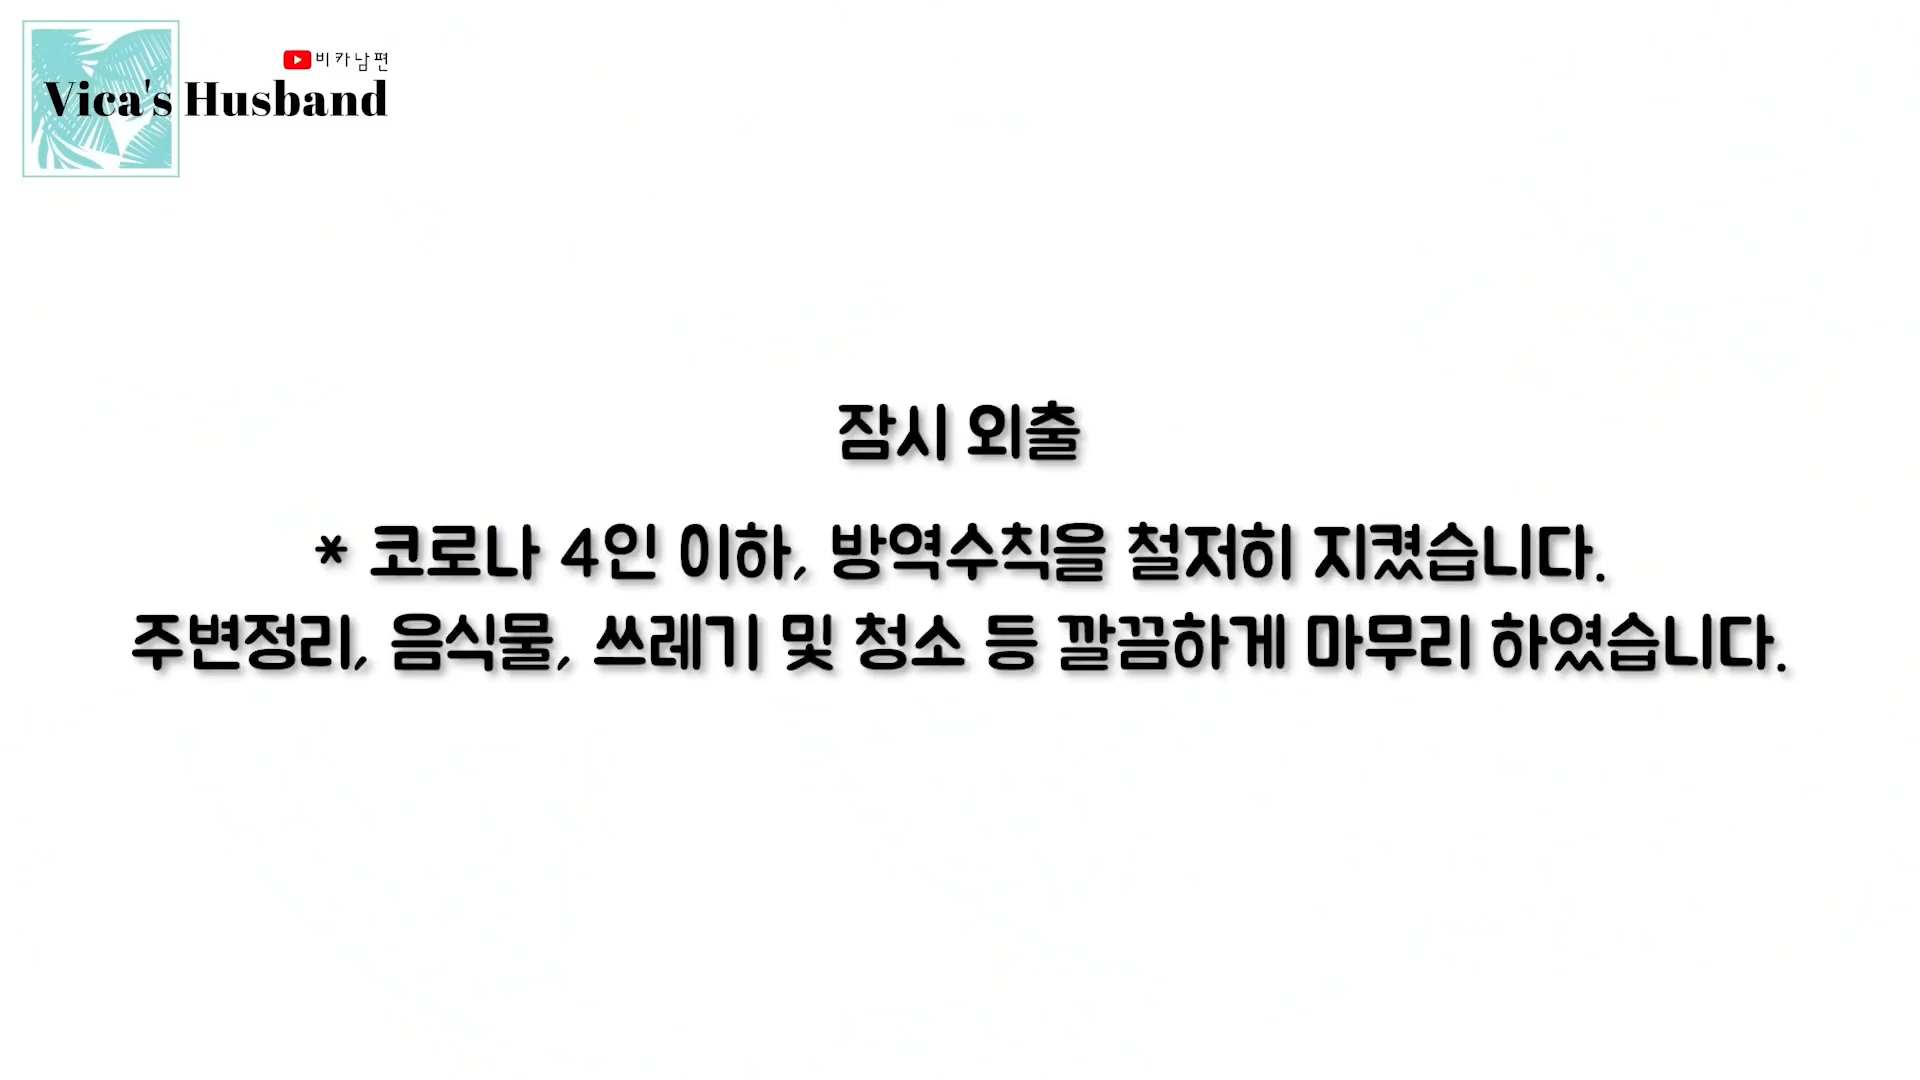 비카남편
Vica's Husband
잠시 외출
* 코로나 4인 이하, 방역수칙을 철저히 지켰습니다.
주변정리, 음식물, 쓰레기 및 청소 등 깔끔하게 마무리 하였습니다.